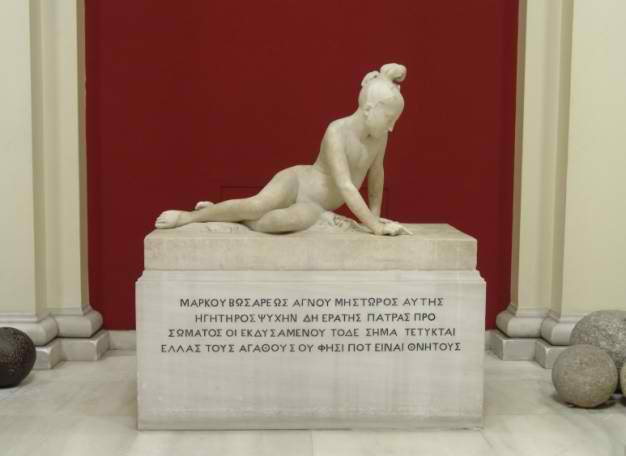 ΜΑΡΚΟΥ ΒΩΣΑΡΕΩΣ ΑΓΝΟΥ ΜΗΣΤΩΡΟΣ ΑΥΤΗΣ
ΗΓΗΤΗΡΟΣ ΨΥΧΗΝ ΔΗ ΕΡΑΤΗΣ ΠΑΤΡΑΣ ΠΡΟ
ΣΩΜΑΤΟΣ ΟΙ ΕΚΔΥΣΑΜΕΝΟΥ ΤΟΔΕ ΣΗΜΑ ΤΕΤΥΚΤΑΙ
ΕΛΛΑΣ ΤΟΥΣ ΑΓΑΘΟΥΣ ΟΥ ΦΗΣΙ ΠΟΤ ΕΙΝΑΙ ΘΝΗΤΟΥΣ